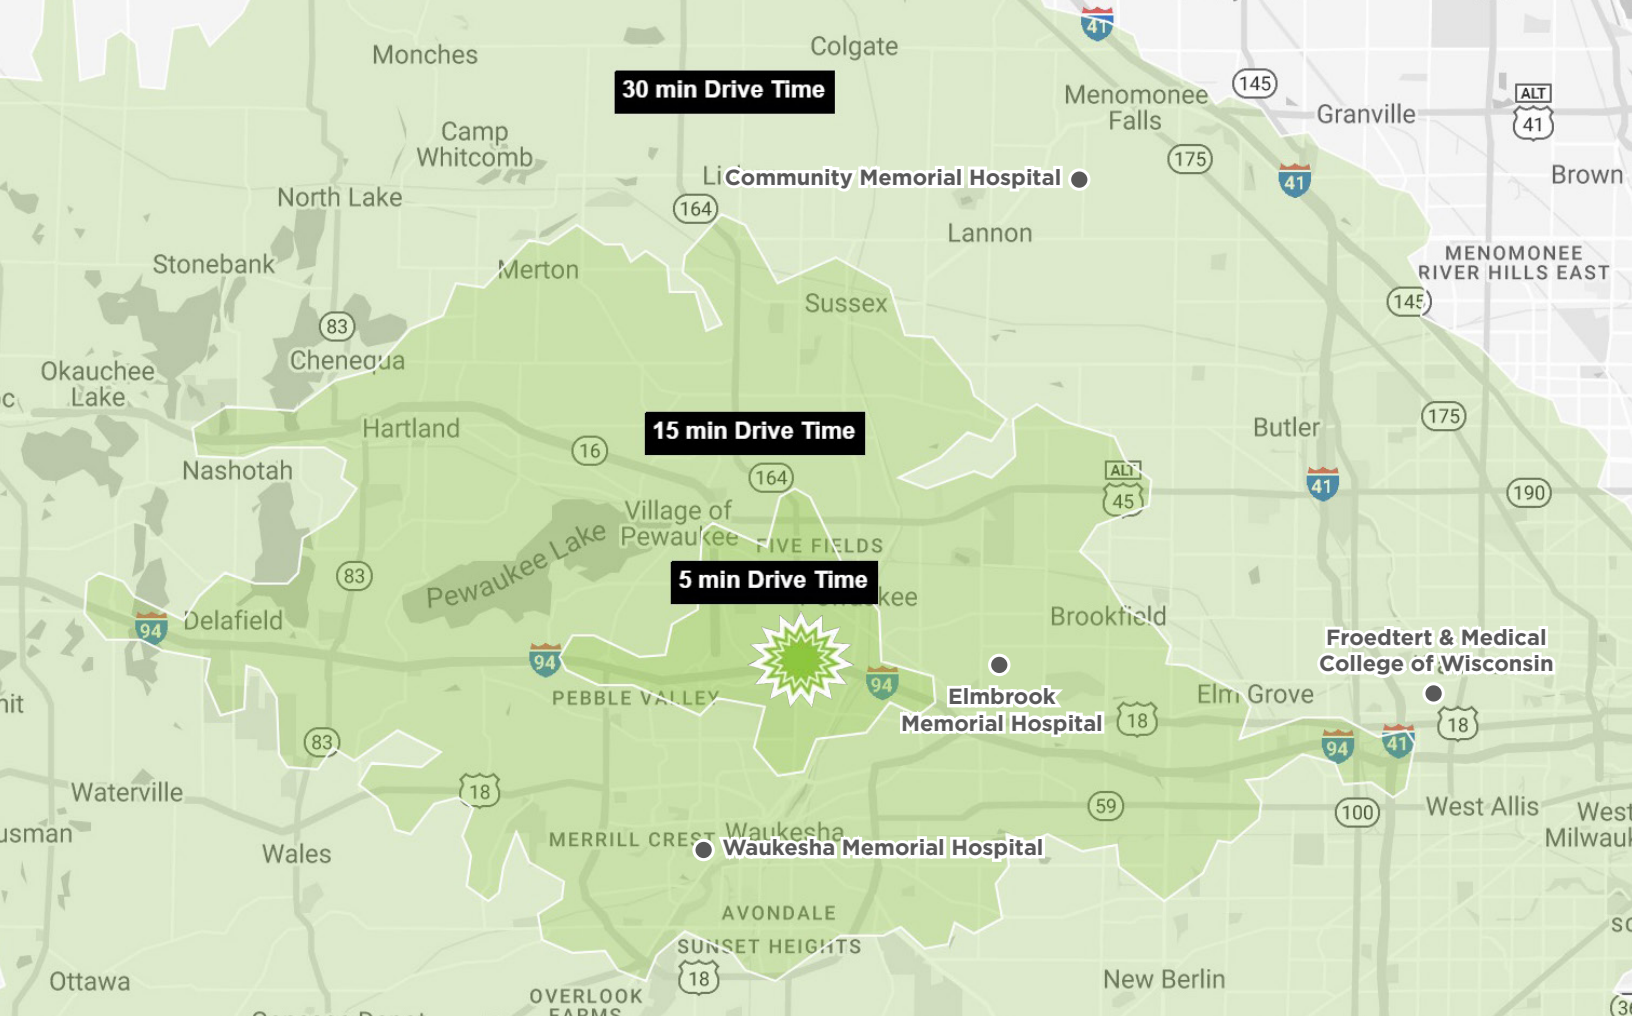 41
Monches
Colgate
30 min Drive Time
145
Menomonee
Falls
Granville
ALT
41
Camp
Whitcomb
175
Community Memorial Hospital
41
Brown
North Lake
164
Lannon
Stonebank
Merton
MENOMONEE
RIVER HILLS EAST
Sussex
145
83
Chenequa
Okauchee
Lake
175
Hartland
15 min Drive Time
Butler
16
Nashotah
164
ALT
45
41
190
Village of
Pewaukee
FIVE FIELDS
Pewaukee Lake
83
5 min Drive Time
Delafield
94
Brookfield
Froedtert & Medical
College of Wisconsin
94
94
PEBBLE VALLEY
Elmbrook
Memorial Hospital
Elm Grove
18
18
83
94
41
Waterville
18
59
100
West Allis
West
MERRILL CREST
Waukesha
Waukesha Memorial Hospital
Wales
AVONDALE
SUNSET HEIGHTS
18
Ottawa
New Berlin
OVERLOOK
FARMS